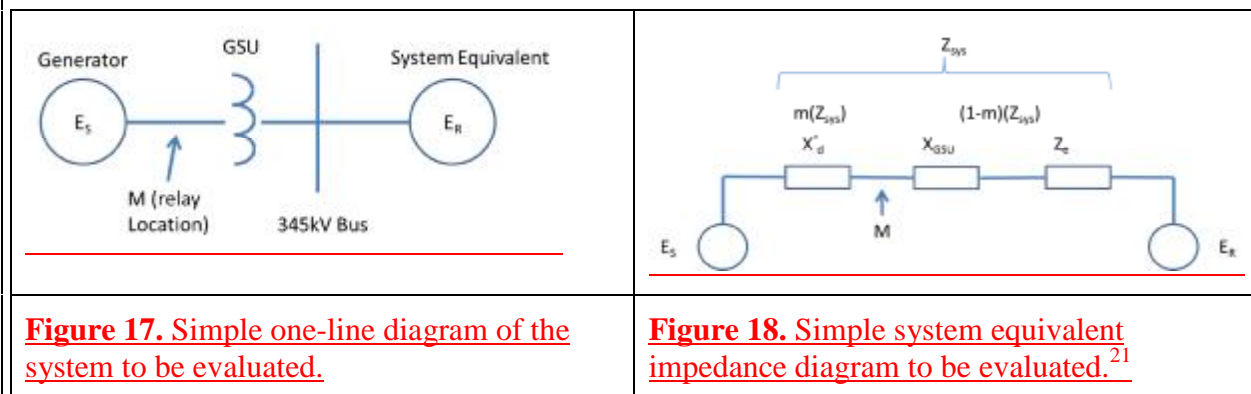 Generator
GSU
System Equivalent
E_S
E_R
M (relay
Location)
345kV Bus
Z_sys
m(Z_sys)
(1-m)(Z_sys)
X"_d
X_GSU
Z_e
M
E_S
E_R
Figure 17. Simple one-line diagram of the
system to be evaluated.
Figure 18. Simple system equivalent
impedance diagram to be evaluated.21